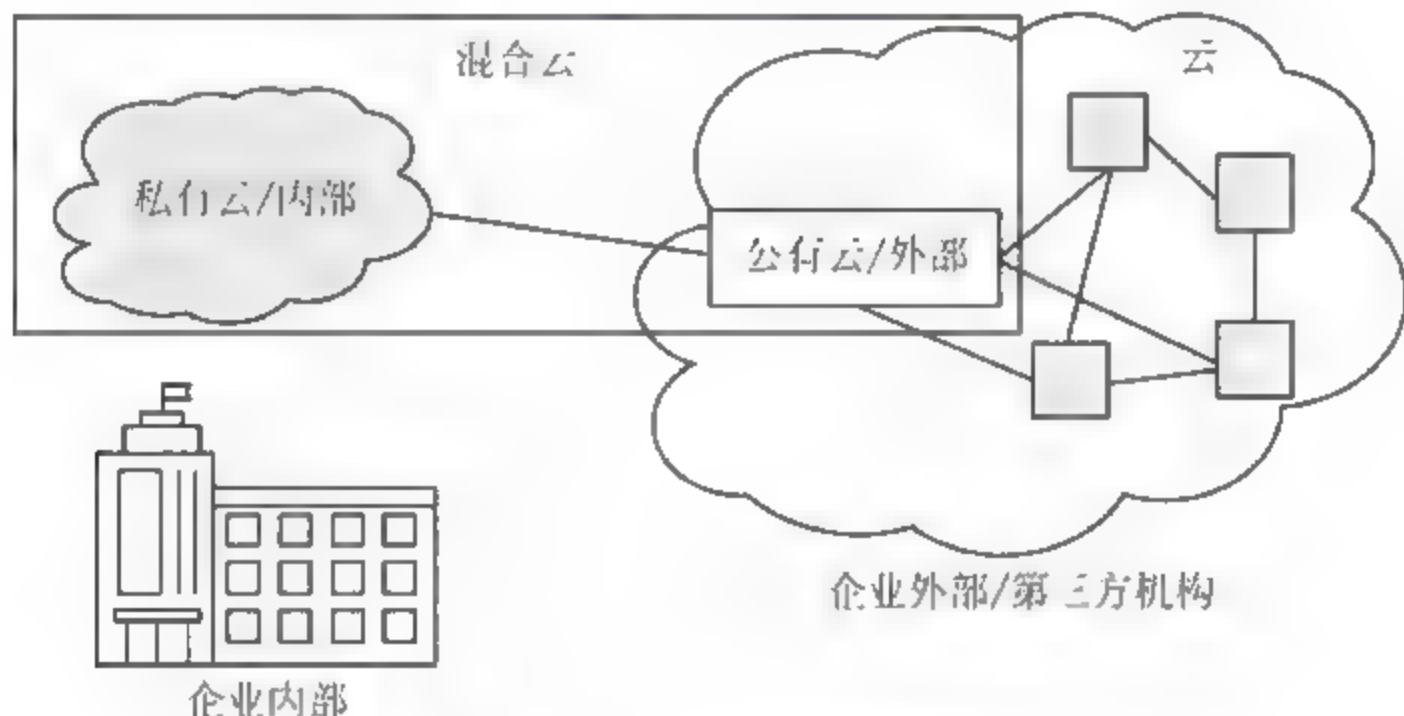 混合云
云
私有云/内部
公有云/外部
企业外部/第三方机构
企业内部